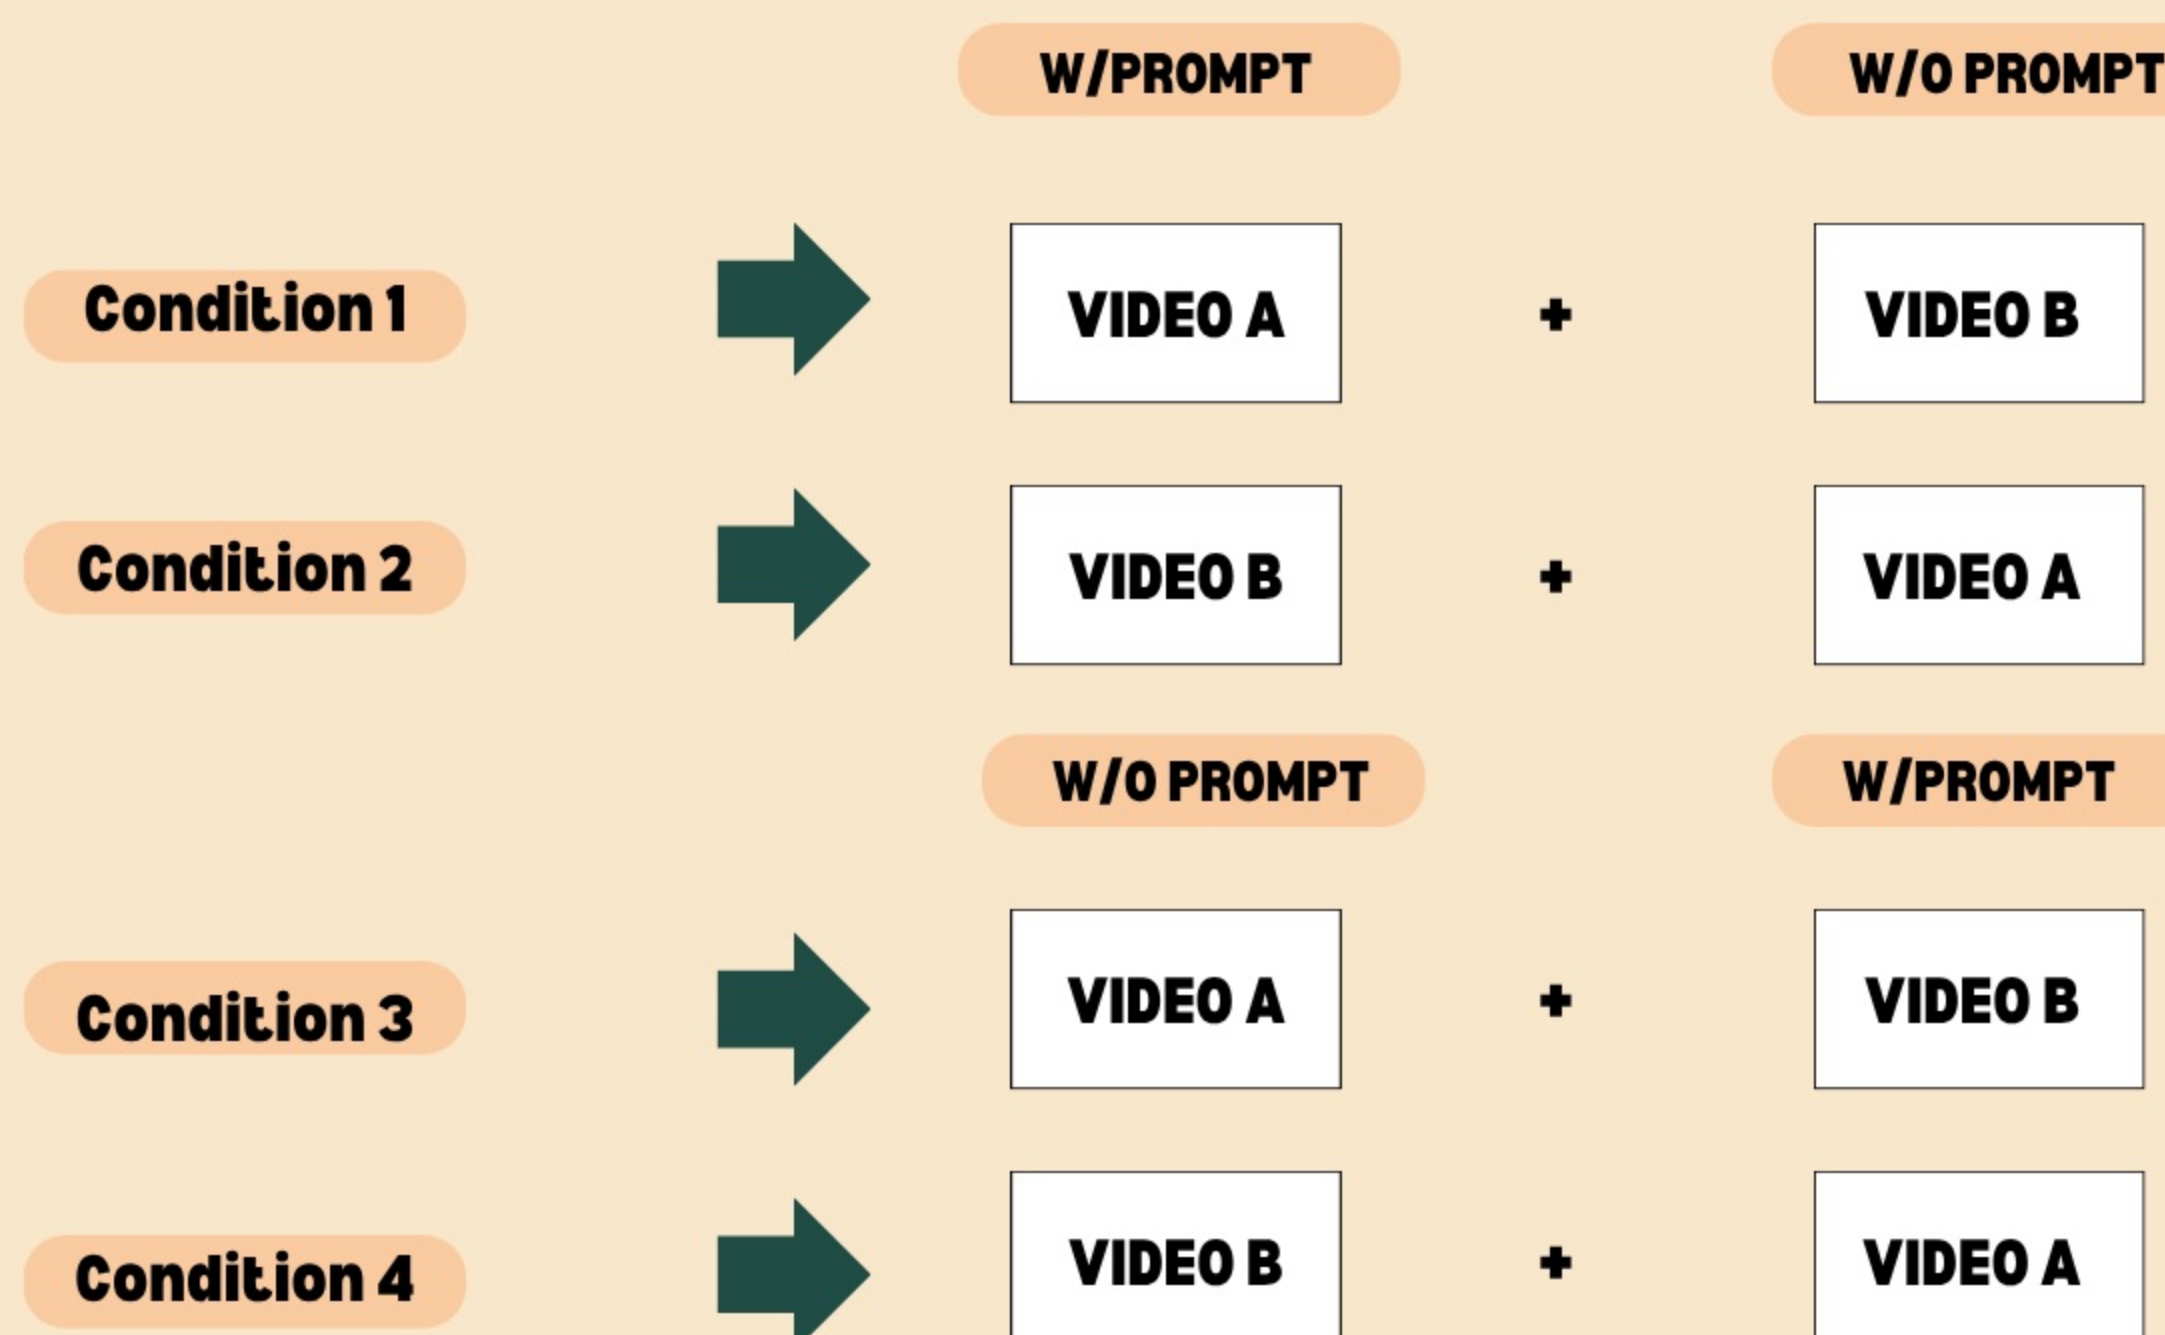 W/PROMPT W/O PROMPT
Condition 1 VIDEO A + VIDEO B
Condition 2 VIDEO B + VIDEO A
W/O PROMPT W/PROMPT
Condition 3 VIDEO A + VIDEO B
Condition 4 VIDEO B + VIDEO A